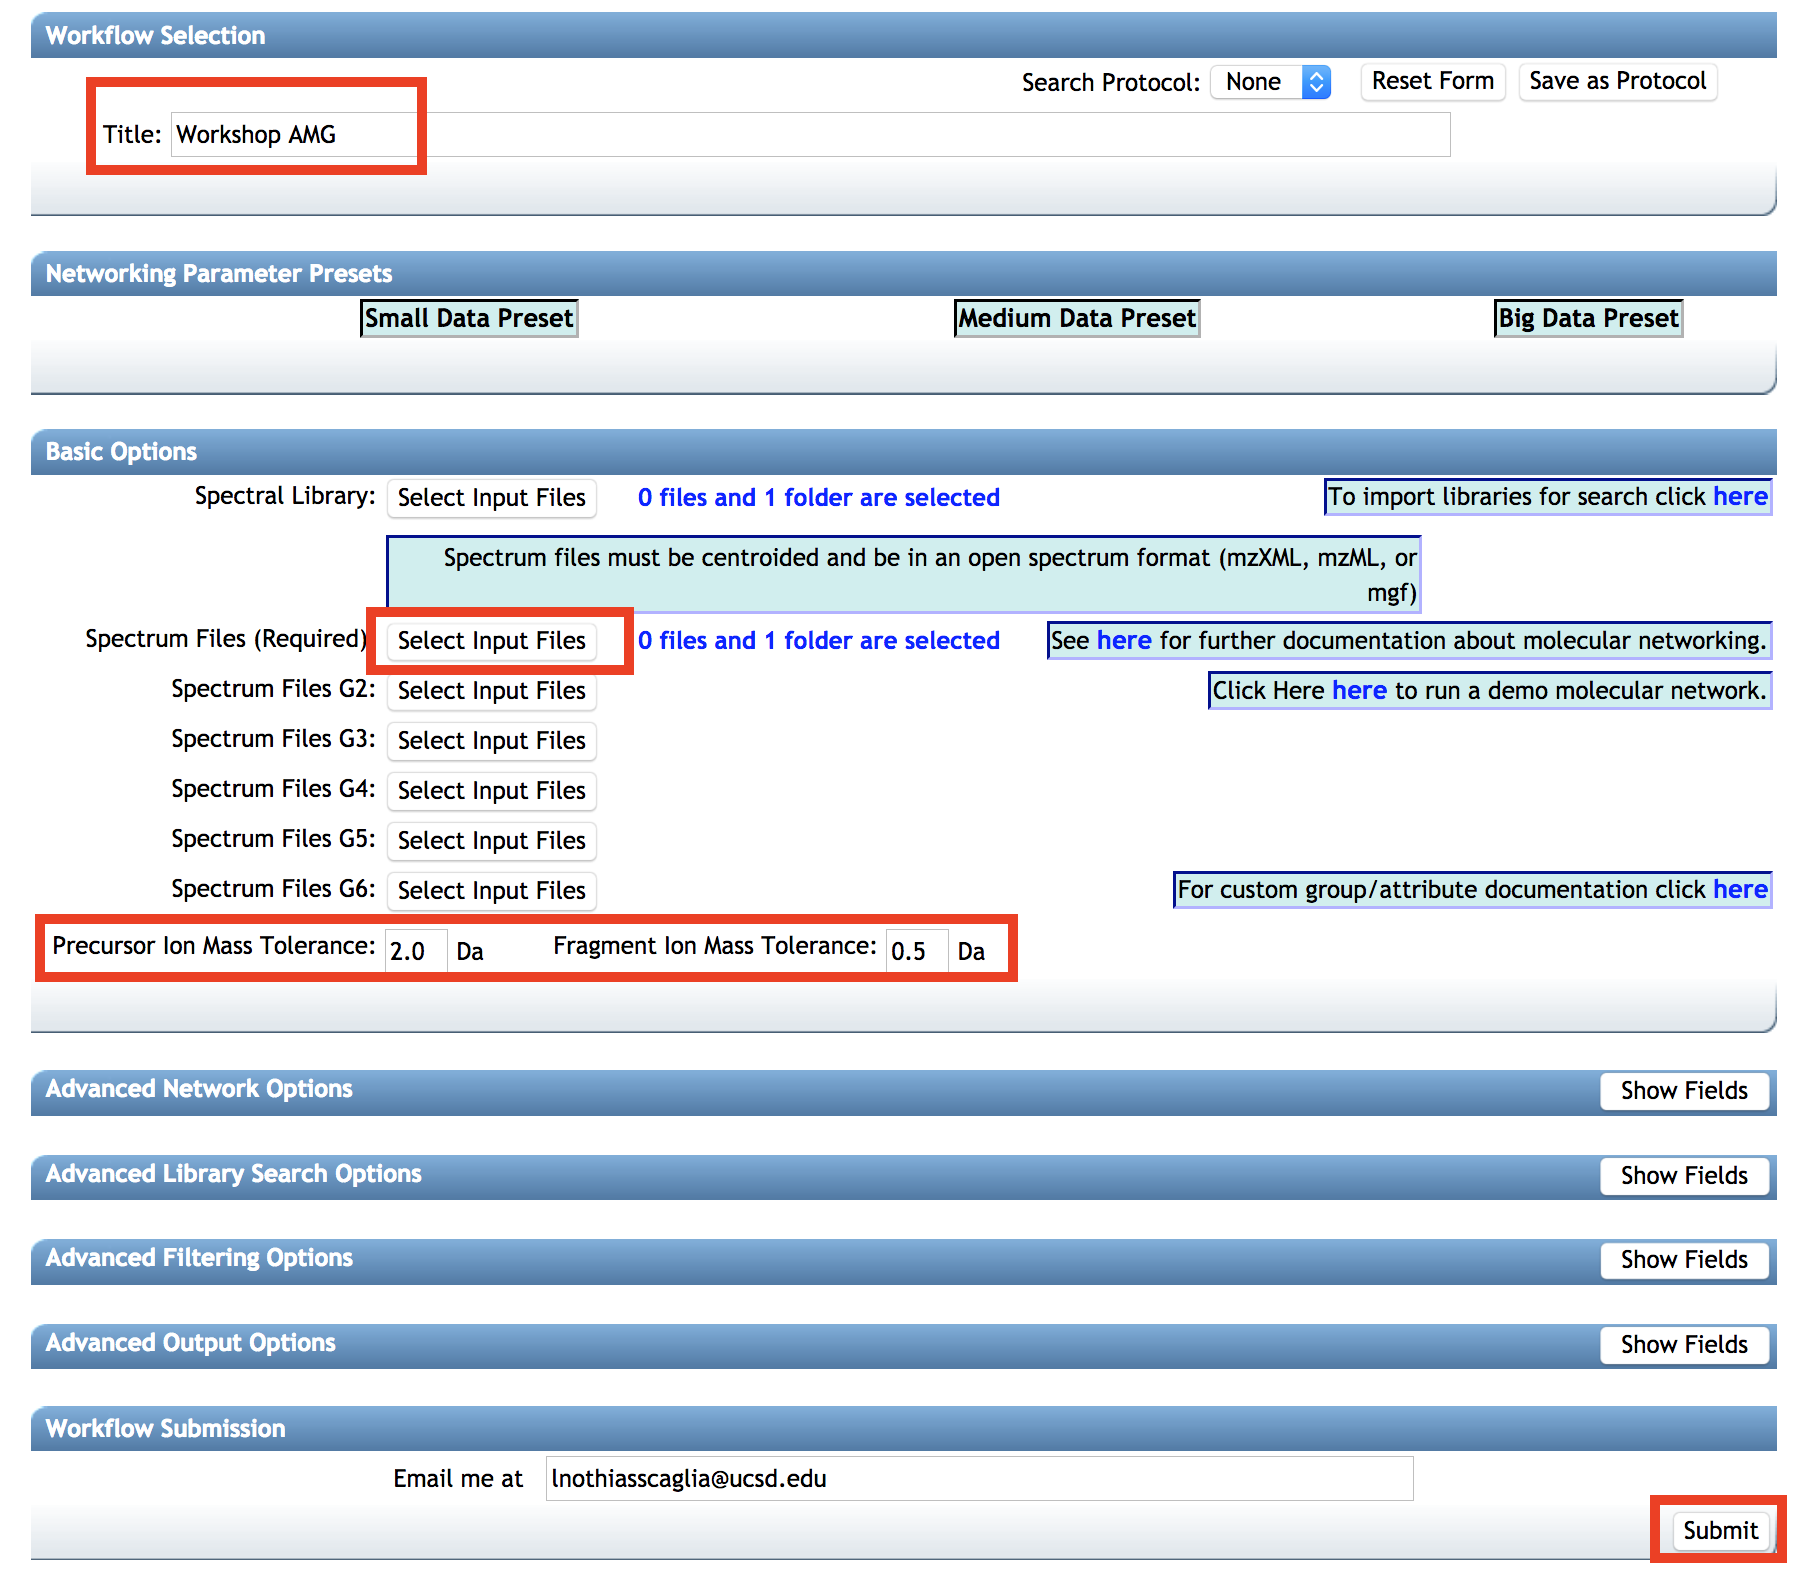 Workflow Selection
Search Protocol: None Reset Form Save as Protocol
Title: Workshop AMG
Networking Parameter Presets
Small Data Preset Medium Data Preset Big Data Preset
Basic Options
Spectral Library: Select Input Files 0 files and 1 folder are selected To import libraries for search click here
Spectrum files must be centroided and be in an open spectrum format (mzXML, mzML, or
mgf)
Spectrum Files (Required) Select Input Files 0 files and 1 folder are selected See here for further documentation about molecular networking.
Spectrum Files G2: Select Input Files Click Here here to run a demo molecular network.
Spectrum Files G3: Select Input Files
Spectrum Files G4: Select Input Files
Spectrum Files G5: Select Input Files
Spectrum Files G6: Select Input Files For custom group/attribute documentation click here
Precursor Ion Mass Tolerance: 2.0 Da Fragment Ion Mass Tolerance: 0.5 Da
Advanced Network Options Show Fields
Advanced Library Search Options Show Fields
Advanced Filtering Options Show Fields
Advanced Output Options Show Fields
Workflow Submission
Email me at lnothiasscaglia@ucsd.edu
Submit